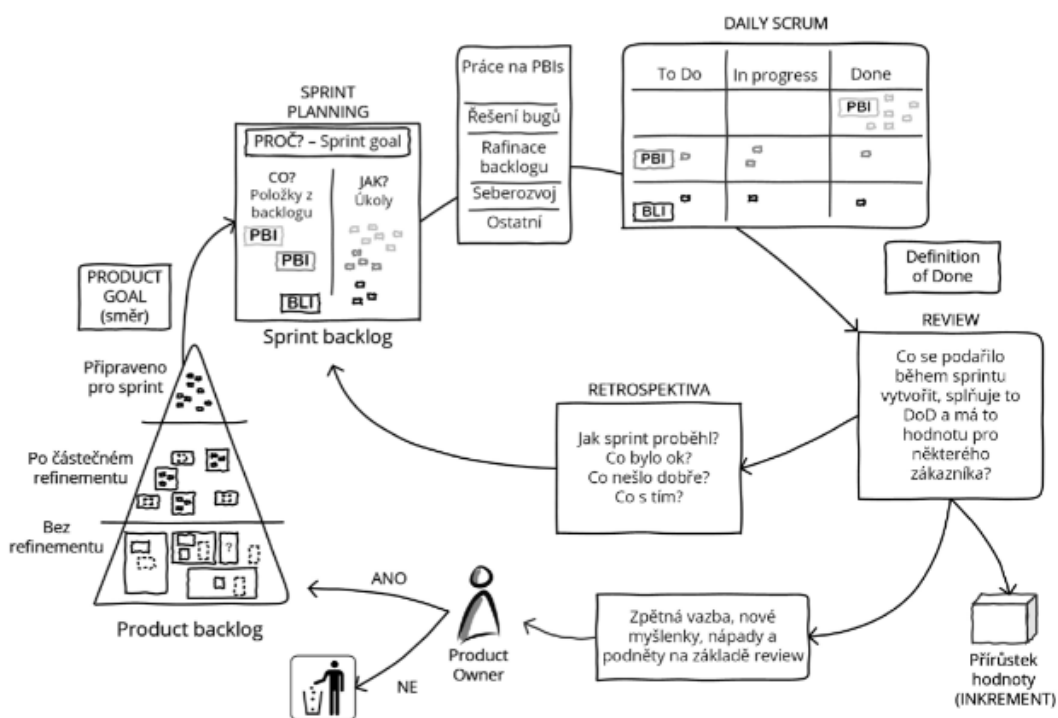 DAILY SCRUM
To Do
In progress
Done
PBI
PBI
BLI
Práce na PBIs
Řešení bugů
Rafinace
backlogu
Seberozvoj
Ostatní
SPRINT
PLANNING
PROČ? – Sprint goal
CO?
Položky z
backlogu
PBI
PBI
BLI
JAK?
Úkoly
Sprint backlog
PRODUCT
GOAL
(směr)
Definition
of Done
REVIEW
Co se podařilo
během sprintu
vytvořit, splňuje to
DoD a má to
hodnotu pro
některého
zákazníka?
Připraveno
pro sprint
Po částečném
refinementu
Bez
refinementu
?
Product backlog
RETROSPEKTIVA
Jak sprint proběhl?
Co bylo ok?
Co nešlo dobře?
Co s tím?
ANO
NE
Product
Owner
Zpětná vazba, nové
myšlenky, nápady a
podněty na základě review
Přírůstek
hodnoty
(INKREMENT)